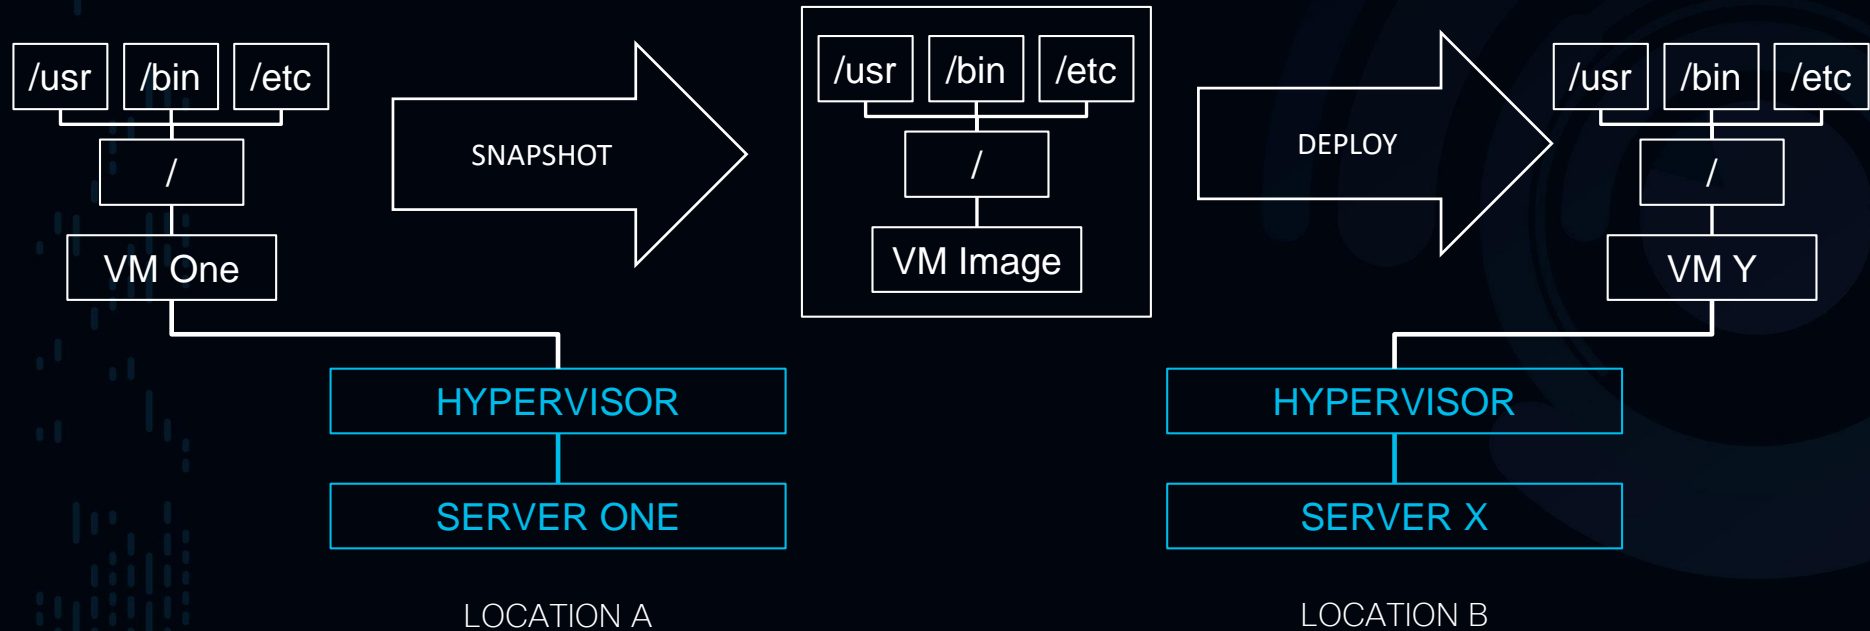 /usr /bin /etc
/
VM One
SNAPSHOT
/usr /bin /etc
/
VM Image
DEPLOY
/usr /bin /etc
/
VM Y
HYPERVISOR
SERVER ONE
LOCATION A
HYPERVISOR
SERVER X
LOCATION B